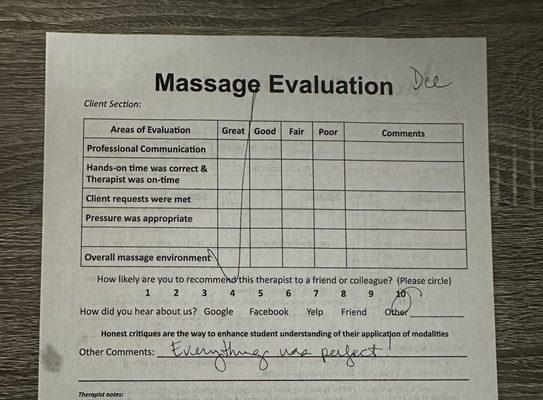 Massage Evaluation Dee
Client Section:
Areas of Evaluation Great Good Fair Poor Comments
Professional Communication
Hands-on time was correct &
Therapist was on-time
Client requests were met
Pressure was appropriate
Overall massage environment
How likely are you to recommend this therapist to a friend or colleague? (Please circle)
1 2 3 4 5 6 7 8 9 10
How did you hear about us? Google Facebook Yelp Friend Other
Honest critiques are the way to enhance student understanding of their application of modalities
Other Comments: Everything was perfect
Therapist notes: